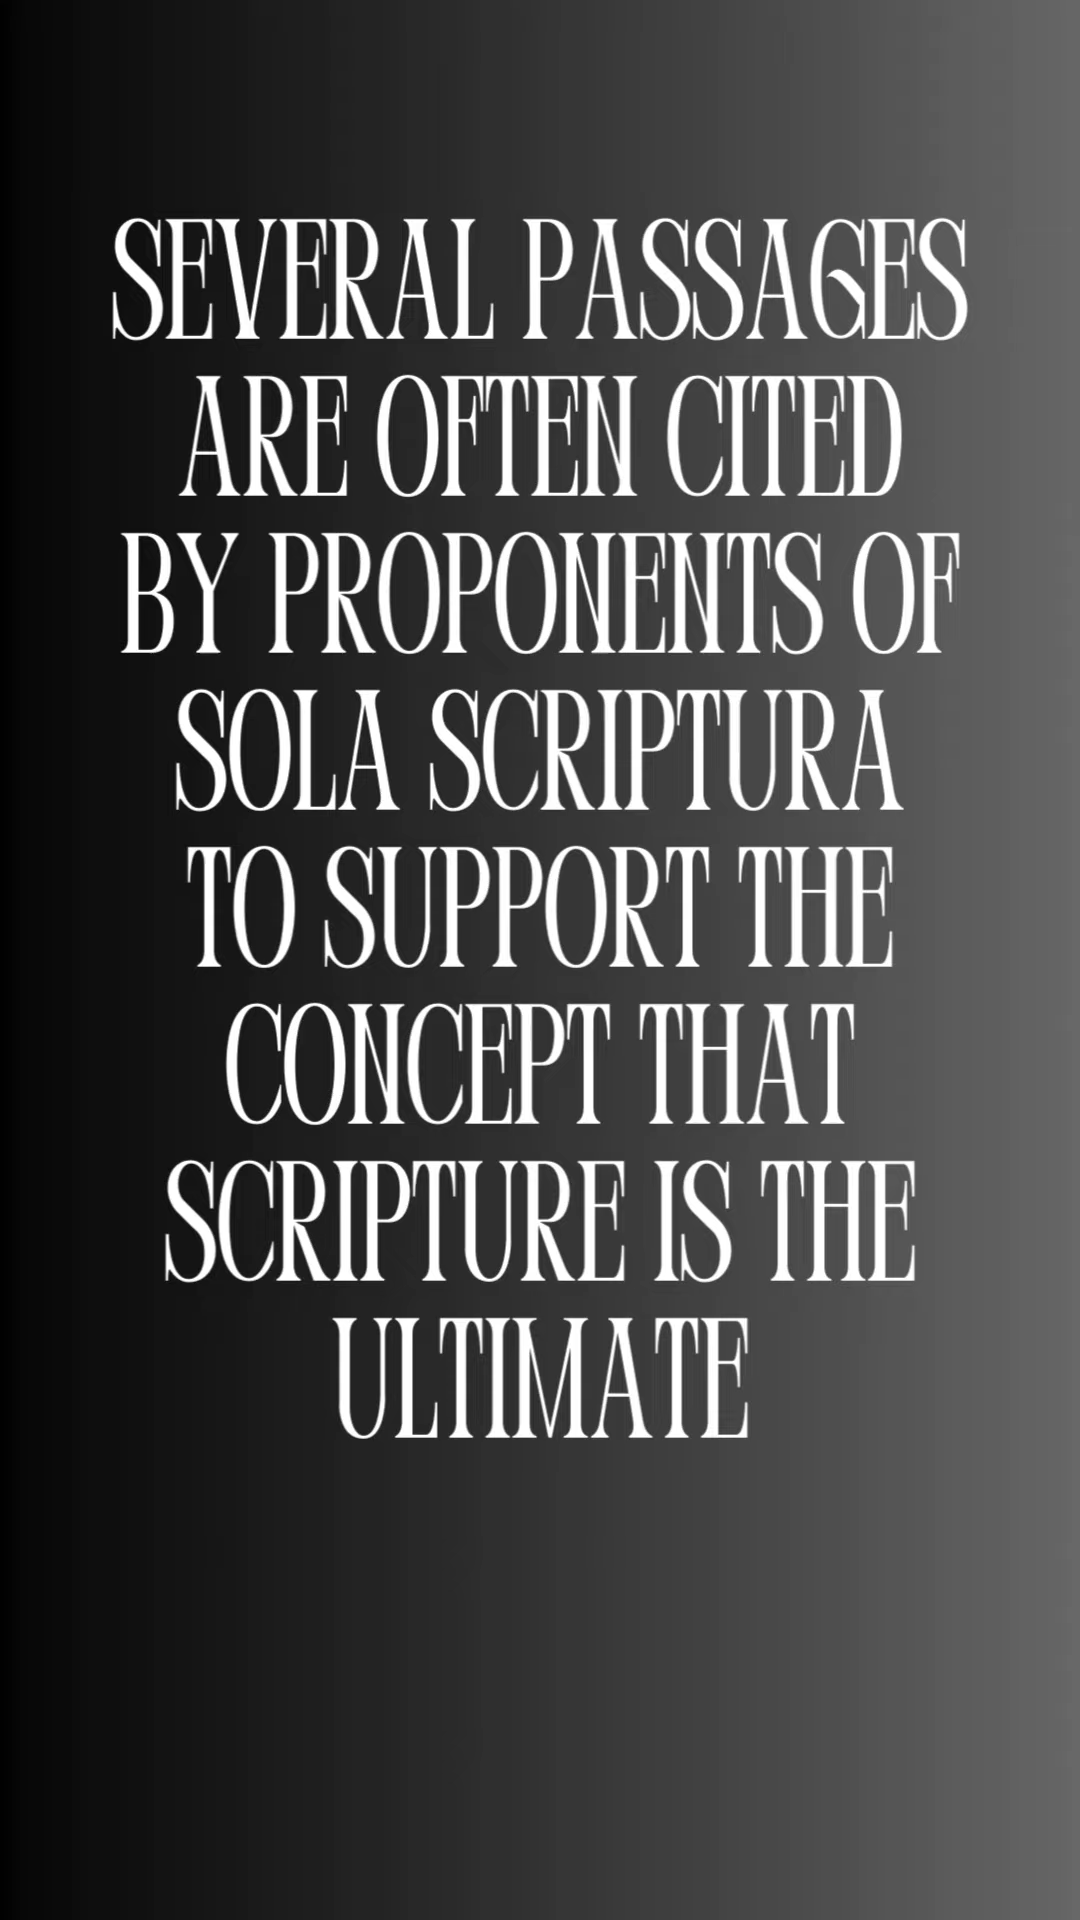 SEVERAL PASSAGES
ARE OFTEN CITED
BY PROPONENTS OF
SOLA SCRIPTURA
TO SUPPORT THE
CONCEPT THAT
SCRIPTURE IS THE
ULTIMATE